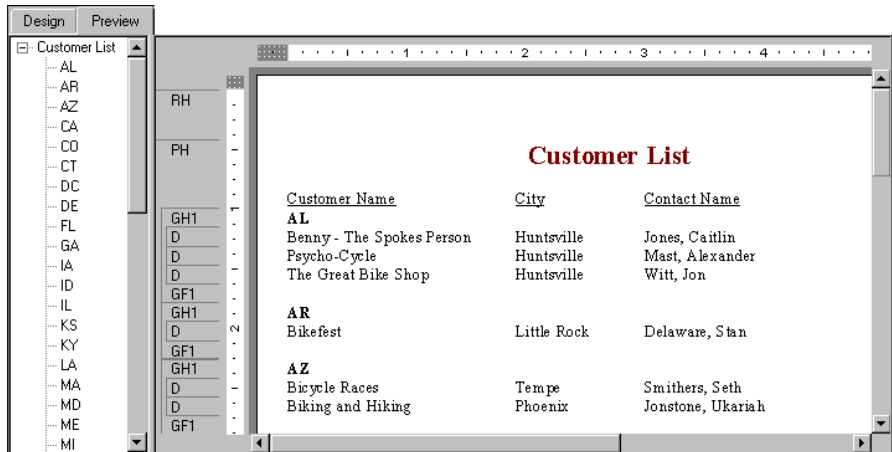 Design Preview
Customer List
AL
AR
AZ
CA
CO
CT
DC
DE
FL
GA
IA
ID
IL
KS
KY
LA
MA
MD
ME
MI
1 2 3 4
RH
PH
GH1
D
D
D
GF1
GH1
D
GF1
GH1
D
D
GF1
1
2
Customer List
Customer Name City Contact Name
AL
Benny - The Spokes Person Huntsville Jones, Caitlin
Psycho-Cycle Huntsville Mast, Alexander
The Great Bike Shop Huntsville Witt, Jon
AR
Bikefest Little Rock Delaware, Stan
AZ
Bicycle Races Tempe Smithers, Seth
Biking and Hiking Phoenix Jonstone, Ukariah